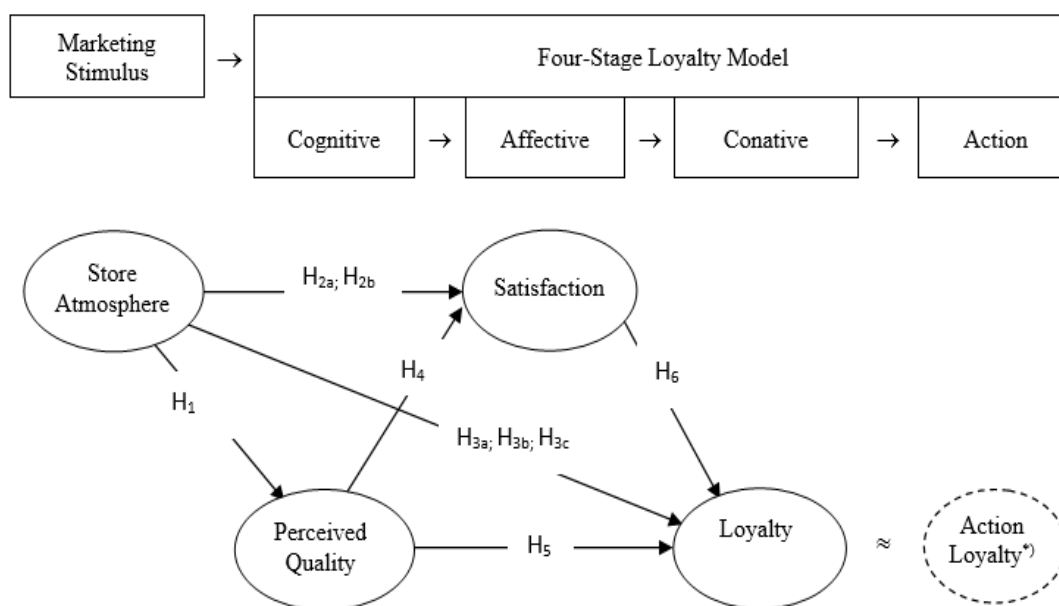 Marketing
Stimulus
→
Four-Stage Loyalty Model
Cognitive → Affective → Conative → Action
Store
Atmosphere
H2a; H2b
Satisfaction
H1
H4
H6
H3a; H3b; H3c
Perceived
Quality
H5
Loyalty
≈
Action
Loyalty*)